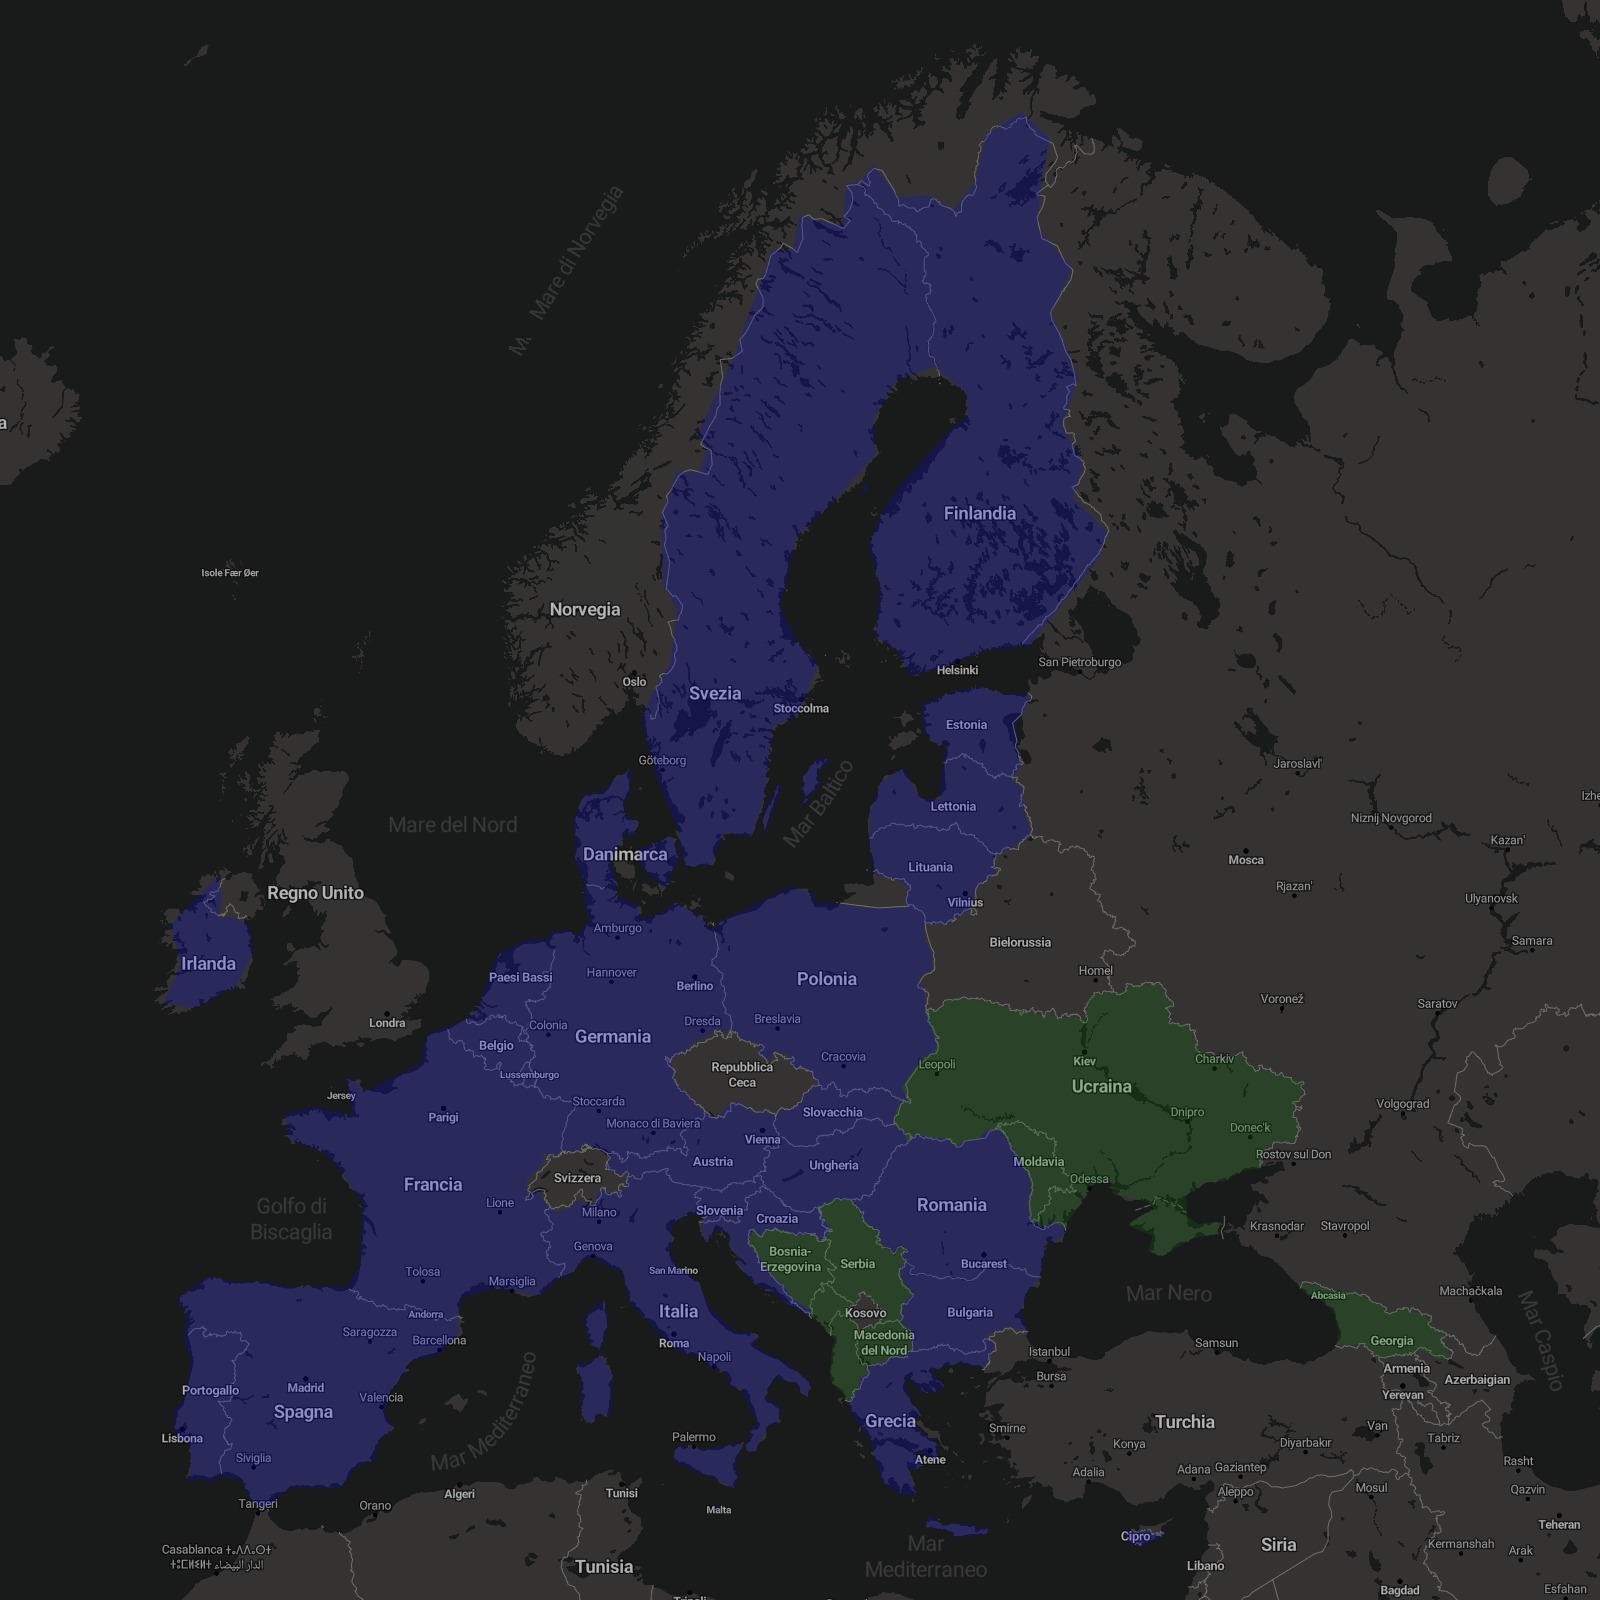 M. Mare di Norvegia
a
Finlandia
Isole Fær Øer
Norvegia
Helsinki
San Pietroburgo
Oslo
Svezia
Stoccolma
Estonia
Göteborg
Jaroslavl'
Mar Baltico
Izhe
Lettonia
Mare del Nord
Niznij Novgorod
Kazan'
Danimarca
Mosca
Lituania
Rjazan'
Regno Unito
Ulyanovsk
Vilnius
Amburgo
Bielorussia
Samara
Irlanda
Hannover
Homel
Paesi Bassi
Polonia
Berlino
Voronež
Saratov
Londra
Colonia
Dresda
Breslavia
Germania
Belgio
Cracovia
Kiev
Charkiv
Leopoli
Repubblica
Ceca
Lussemburgo
Ucraina
Jersey
Stoccarda
Volgograd
Parigi
Slovacchia
Dnipro
Monaco di Baviera
Donec'k
Vienna
Rostov sul Don
Austria
Ungheria
Moldavia
Svizzera
Odessa
Francia
Lione
Romania
Golfo di
Biscaglia
Slovenia
Milano
Croazia
Krasnodar
Stavropol
Genova
Bosnia-
Erzegovina
Serbia
Bucarest
Tolosa
San Marino
Marsiglia
Mar Nero
Abcasia
Machačkala
Andorra
Italia
Kosovo
Bulgaria
Mar Caspio
Saragozza
Barcellona
Roma
Macedonia
del Nord
Georgia
Samsun
Istanbul
Napoli
Armenia
Bursa
Azerbaigian
Portogallo
Madrid
Valencia
Yerevan
Mar Mediterraneo
Spagna
Grecia
Turchia
Smirne
Van
Lisbona
Palermo
Konya
Diyarbakır
Tabriz
Siviglia
Atene
Rasht
Adalia
Adana
Gaziantep
Algeri
Tunisi
Aleppo
Mosul
Qazvin
Tangeri
Orano
Malta
Teheran
Cipro
Mar
Mediterraneo
Siria
Kermanshah
Arak
Casablanca ⵜⴰⴷⴷⴰⵔⵜ
ⵜⵓⵎⵍⵉⵍⵜ الدار البيضاء
Tunisia
Libano
Bagdad
Esfahan
Tripoli